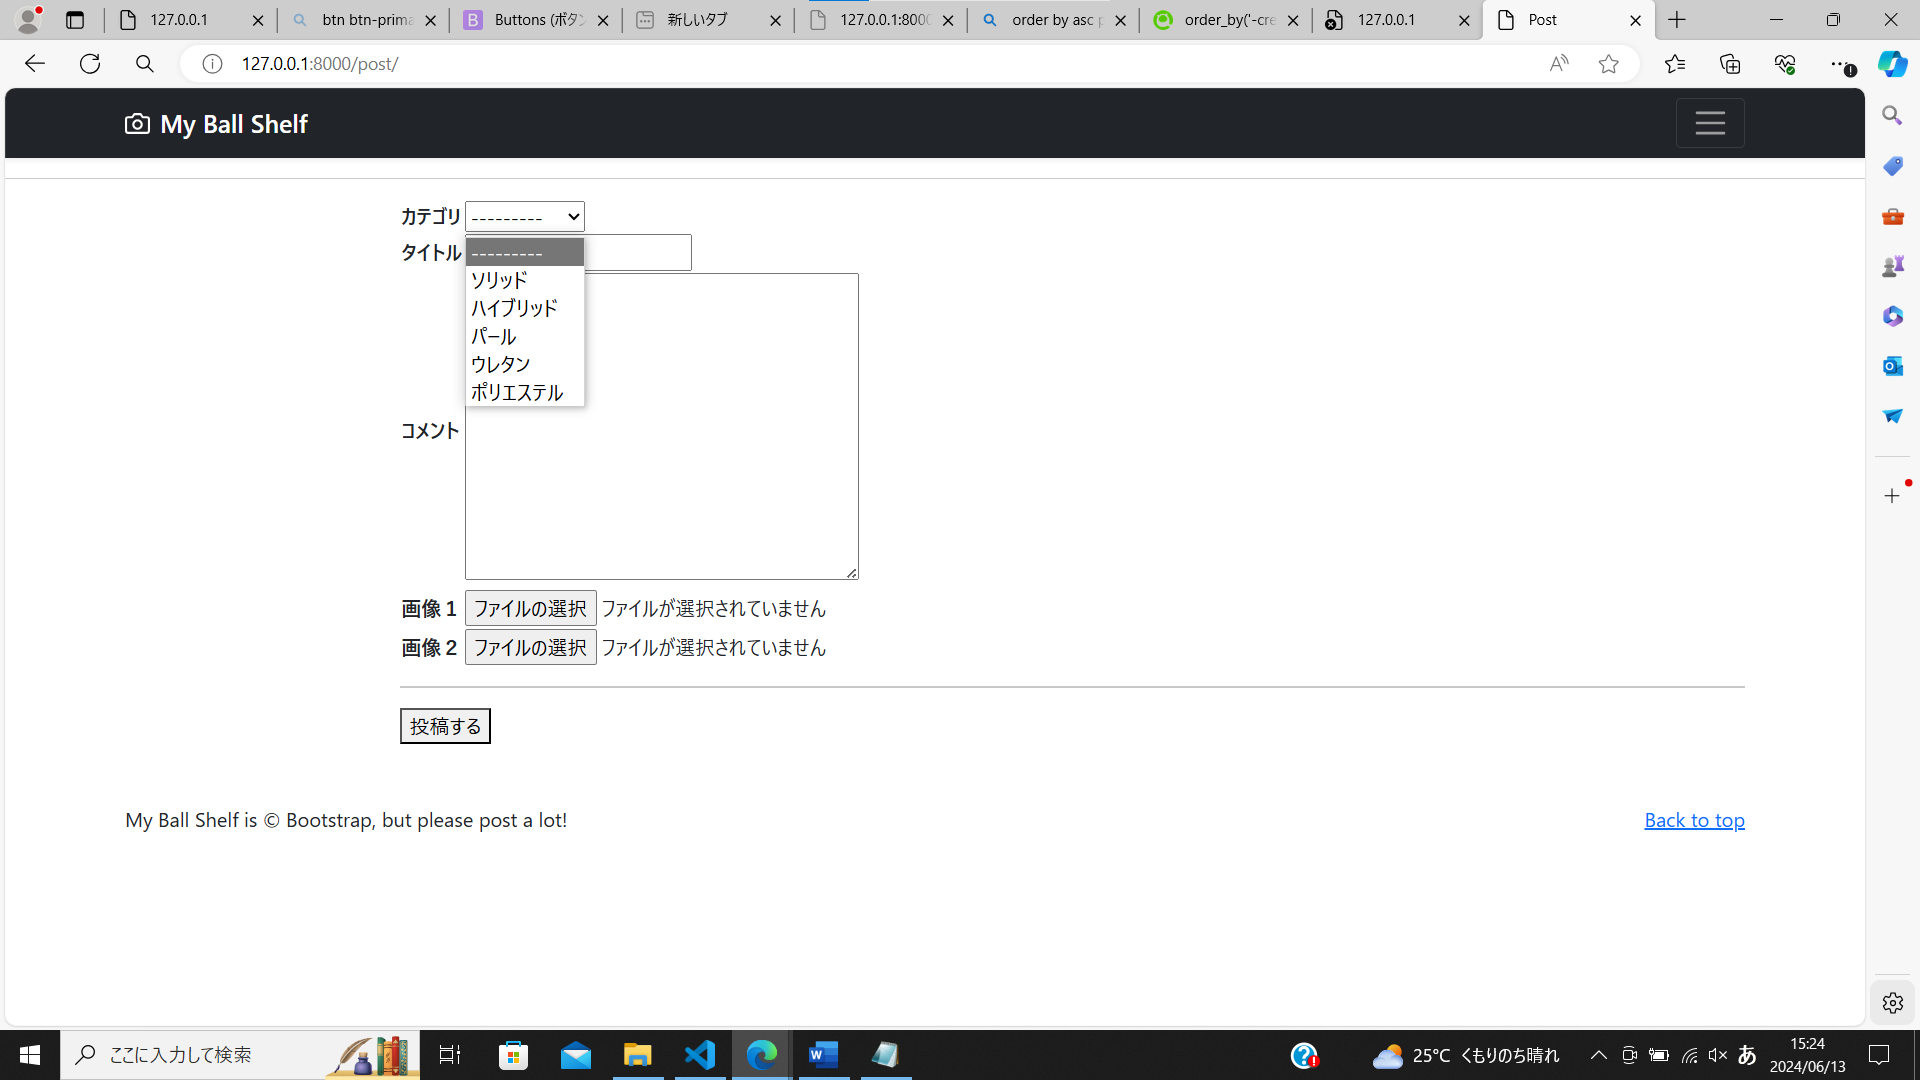 127.0.0.1
btn btn-prima
Buttons (ボタン
新しいタブ
127.0.0.1:8000
order by asc p
order_by('-cre
127.0.0.1
Post
127.0.0.1:8000/post/
My Ball Shelf
カテゴリ ---------
タイトル
---------
ソリッド
ハイブリッド
パール
ウレタン
ポリエステル
コメント
画像１ ファイルの選択 ファイルが選択されていません
画像２ ファイルの選択 ファイルが選択されていません
投稿する
My Ball Shelf is © Bootstrap, but please post a lot!
Back to top
ここに入力して検索
25°C くもりのち晴れ
あ
15:24
2024/06/13